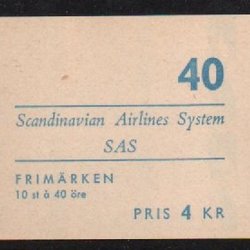 40
Scandinavian Airlines System
SAS
FRIMÄRKEN
10 st à 40 öre
PRIS 4 KR